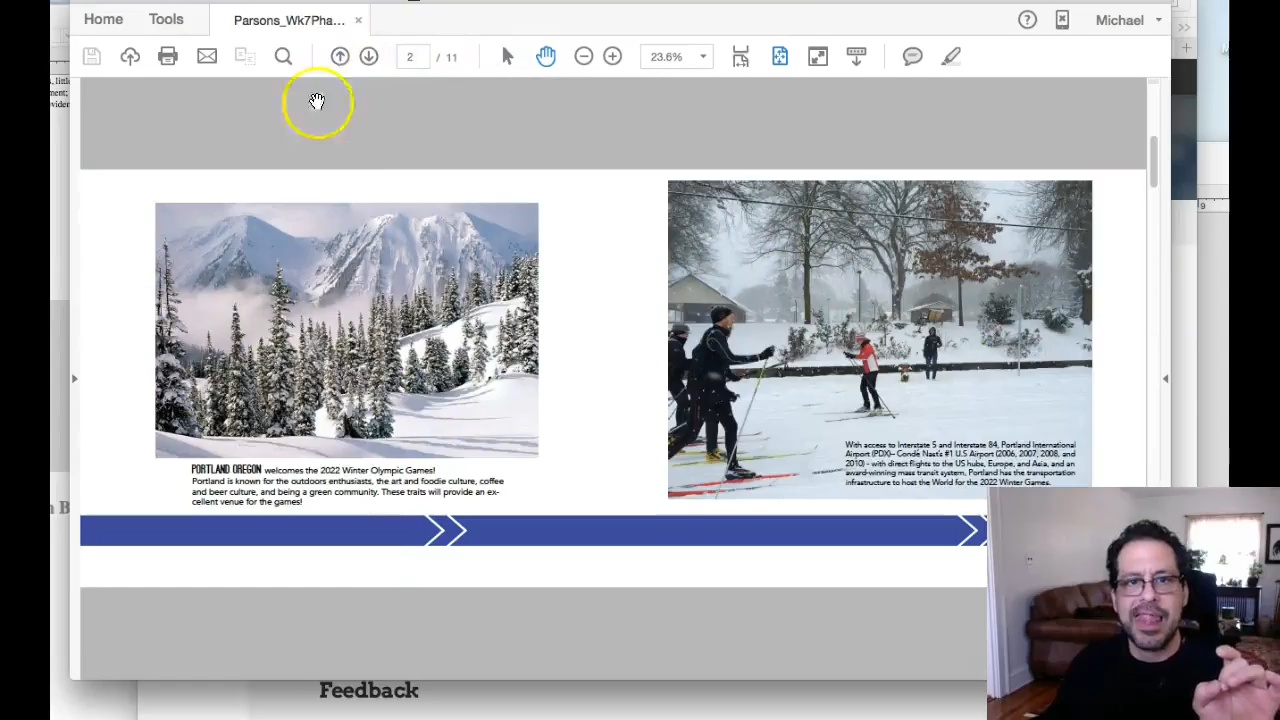 Home
Tools
Parsons_Wk7Pha... ×
Michael
2 / 11
23.6%
9
PORTLAND OREGON welcomes the 2022 Winter Olympic Games!
Portland is known for the outdoors enthusiasts, the art and foodie culture, coffee
and beer culture, and being a green community. These traits will provide an ex-
cellent venue for the games!
With access to Interstate 5 and Interstate 84, Portland International
Airport (PDX)– Condé Nast's #1 U.S Airport (2006, 2007, 2008, and
2010) - with direct flights to the US hubs, Europe, and Asia, and an
award-winning mass transit system, Portland has the transportation
infrastructure to host the World for the 2022 Winter Games.
Feedback